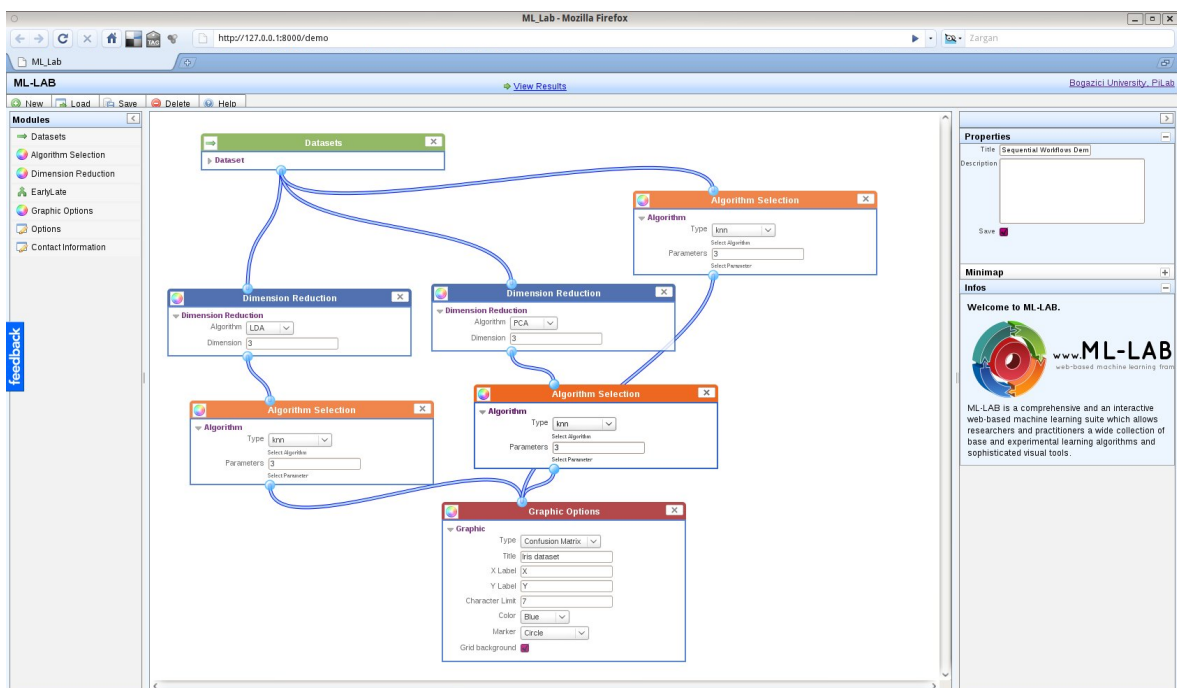 ML_Lab - Mozilla Firefox
TAG
http://127.0.0.1:8000/demo
Zargan
ML_Lab
ML-LAB
View Results
Bogazici University, PiLab
New Load Save Delete Help
Modules
Datasets
Algorithm Selection
Dimension Reduction
EarlyLate
Graphic Options
Options
Contact Information
feedback
Datasets
Dataset
Algorithm Selection
Algorithm
Type knn
Select Algorithm
Parameters 3
Select Parameter
Dimension Reduction
Dimension Reduction
Algorithm LDA
Dimension 3
Dimension Reduction
Dimension Reduction
Algorithm PCA
Dimension 3
Algorithm Selection
Algorithm
Type knn
Select Algorithm
Parameters 3
Select Parameter
Algorithm Selection
Algorithm
Type knn
Select Algorithm
Parameters 3
Select Parameter
Graphic Options
Graphic
Type Confusion Matrix
Title Iris dataset
X Label X
Y Label Y
Character Limit 7
Color Blue
Marker Circle
Grid background
Properties
Title Sequential Workflows Dem
Description
Save
Minimap
Infos
Welcome to ML-LAB.
www.ML-LAB
web-based machine learning fram
ML-LAB is a comprehensive and an interactive
web-based machine learning suite which allows
researchers and practitioners a wide collection of
base and experimental learning algorithms and
sophisticated visual tools.